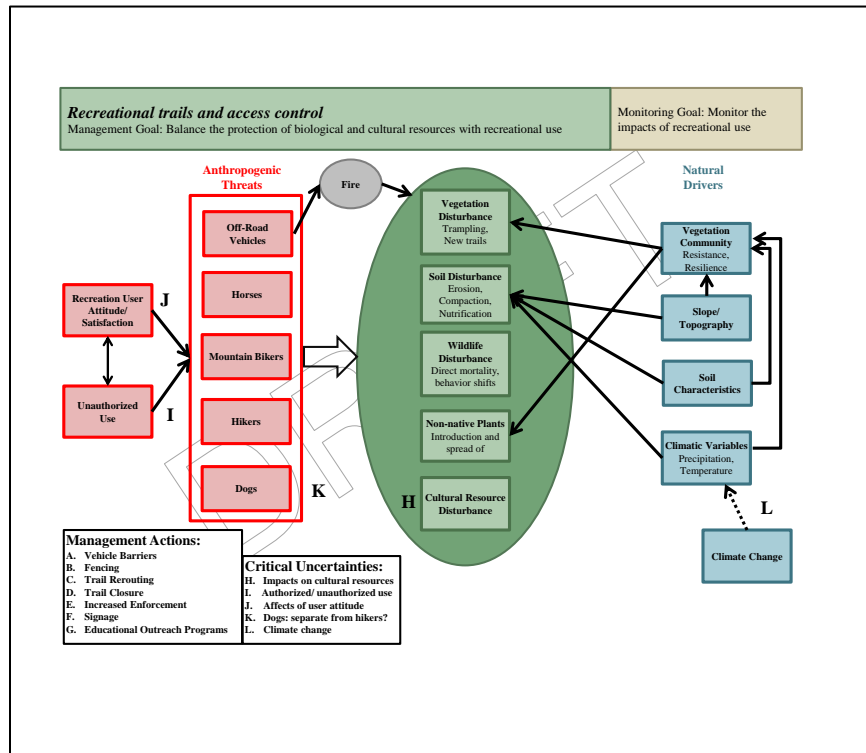 Recreational trails and access control
Management Goal: Balance the protection of biological and cultural resources with recreational use
Monitoring Goal: Monitor the
impacts of recreational use
Anthropogenic
Threats
Fire
Natural
Drivers
Off-Road
Vehicles
Horses
Mountain Bikers
Hikers
Dogs
Recreation User
Attitude/
Satisfaction
Unauthorized
Use
J
I
K
H
L
Vegetation
Disturbance
Trampling,
New trails
Soil Disturbance
Erosion,
Compaction,
Nutrification
Wildlife
Disturbance
Direct mortality,
behavior shifts
Non-native Plants
Introduction and
spread of
Cultural Resource
Disturbance
Vegetation
Community
Resistance,
Resilience
Slope/
Topography
Soil
Characteristics
Climatic Variables
Precipitation,
Temperature
Climate Change
Management Actions:
A. Vehicle Barriers
B. Fencing
C. Trail Rerouting
D. Trail Closure
E. Increased Enforcement
F. Signage
G. Educational Outreach Programs
Critical Uncertainties:
H. Impacts on cultural resources
I. Authorized/ unauthorized use
J. Affects of user attitude
K. Dogs: separate from hikers?
L. Climate change
DRAFT